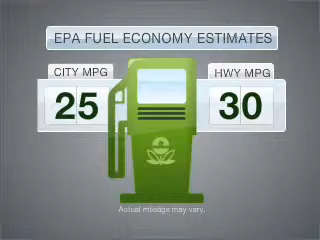 EPA FUEL ECONOMY ESTIMATES
CITY MPG
25
HWY MPG
30
Actual mileage may vary.